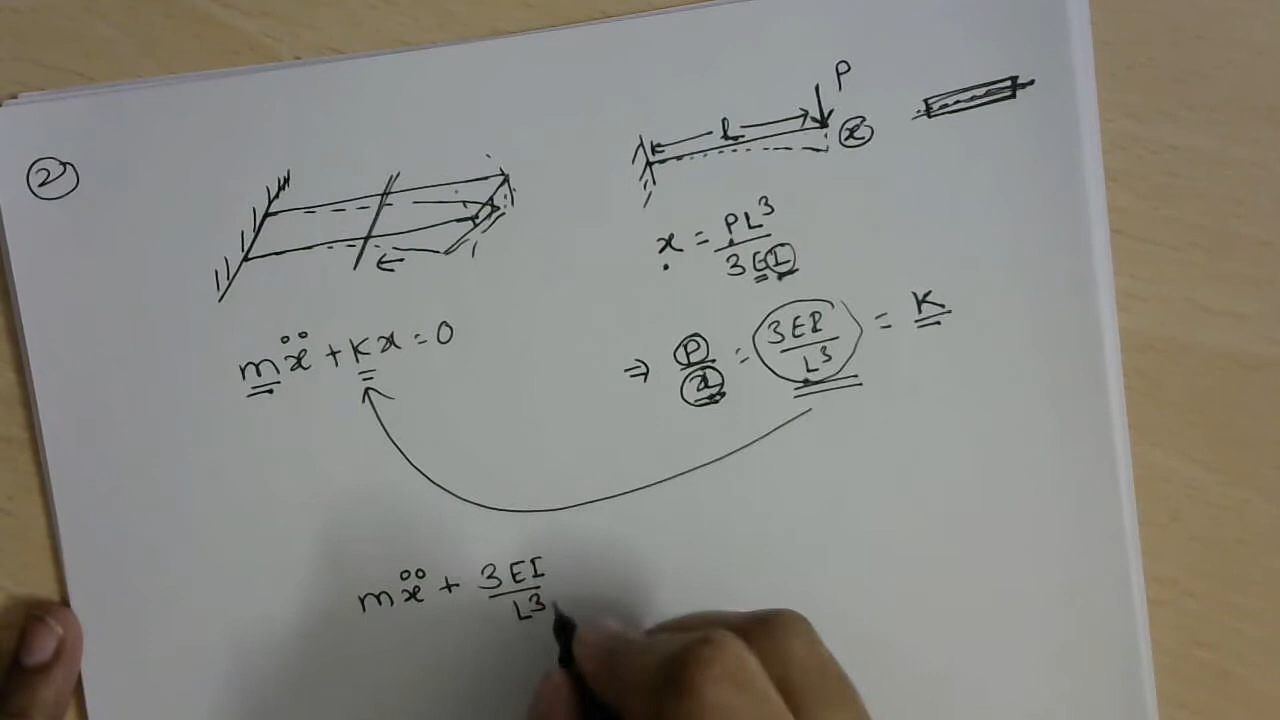 ②
P
L
x
x = PL³/3EI
mẍ + Kx = 0
⇒ P/x = 3EI/L³ = K
mẍ + 3EI/L³